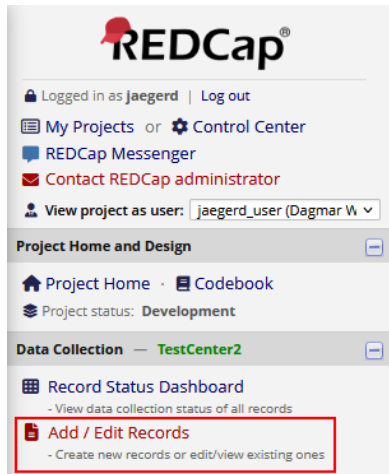 REDCap®
Logged in as jaegerd | Log out
My Projects or Control Center
REDCap Messenger
Contact REDCap administrator
View project as user: jaegerd_user (Dagmar W
Project Home and Design
Project Home · Codebook
Project status: Development
Data Collection — TestCenter2
Record Status Dashboard
- View data collection status of all records
Add / Edit Records
- Create new records or edit/view existing ones